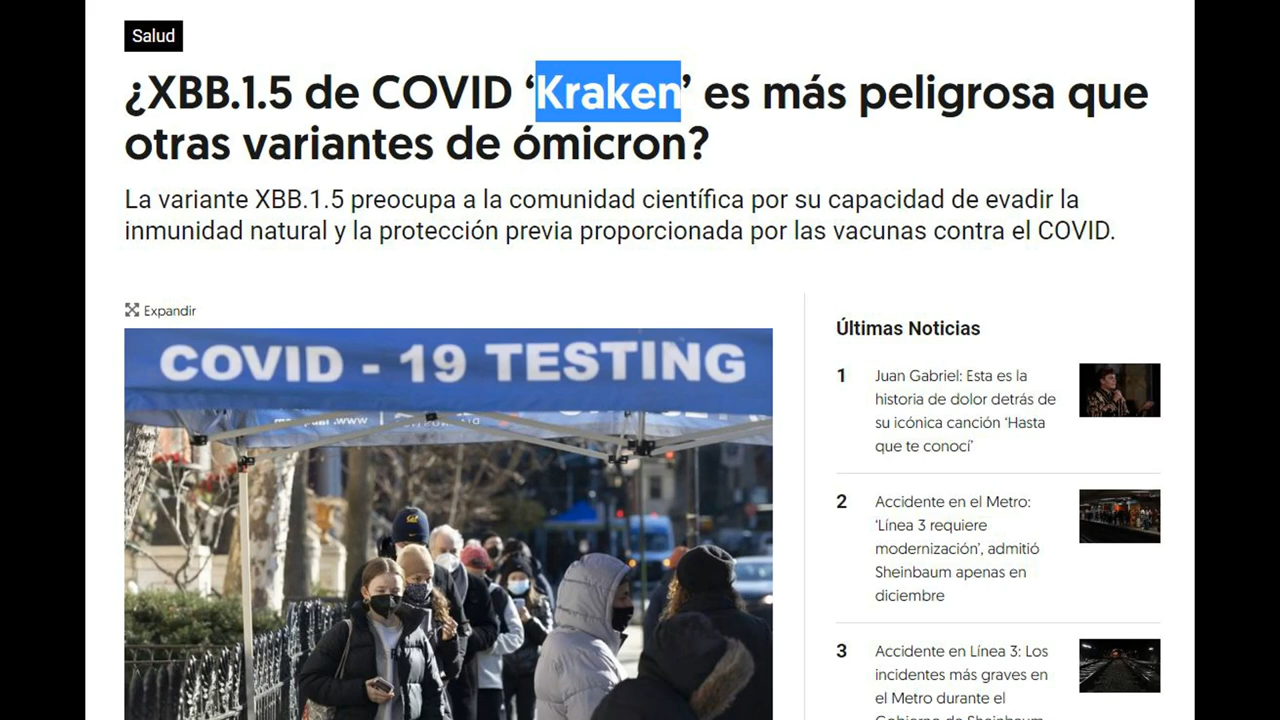 Salud
¿XBB.1.5 de COVID ‘Kraken’ es más peligrosa que
otras variantes de ómicron?
La variante XBB.1.5 preocupa a la comunidad científica por su capacidad de evadir la
inmunidad natural y la protección previa proporcionada por las vacunas contra el COVID.
Expandir
COVID - 19 TESTING
Últimas Noticias
1
Juan Gabriel: Esta es la
historia de dolor detrás de
su icónica canción ‘Hasta
que te conocí’
2
Accidente en el Metro:
‘Línea 3 requiere
modernización’, admitió
Sheinbaum apenas en
diciembre
3
Accidente en Línea 3: Los
incidentes más graves en
el Metro durante el
Gobierno de Sheinbaum